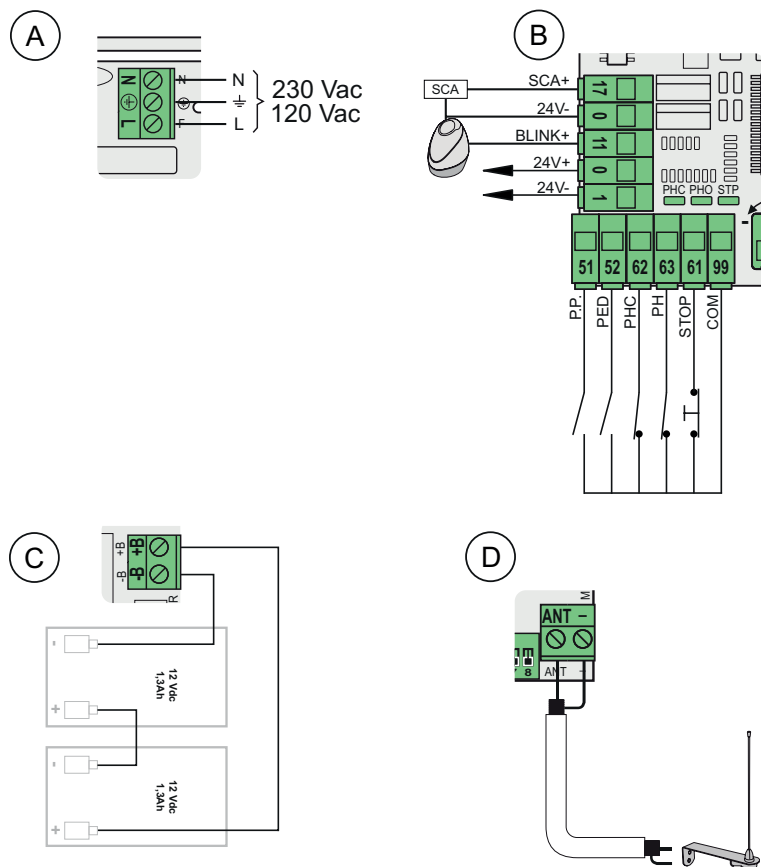 A
N
N
N
230 Vac
120 Vac
L
L
B
SCA
SCA+
17
24V-
0
BLINK+
11
24V+
0
24V-
1
PHC PHO STP
-
51 52 62 63 61 99
P.P. PED PHC PH STOP COM
C
+B +B
-B -B
R
-
12 Vdc
1,3Ah
+
-
12 Vdc
1,3Ah
+
D
M
ANT -
8
ANT -